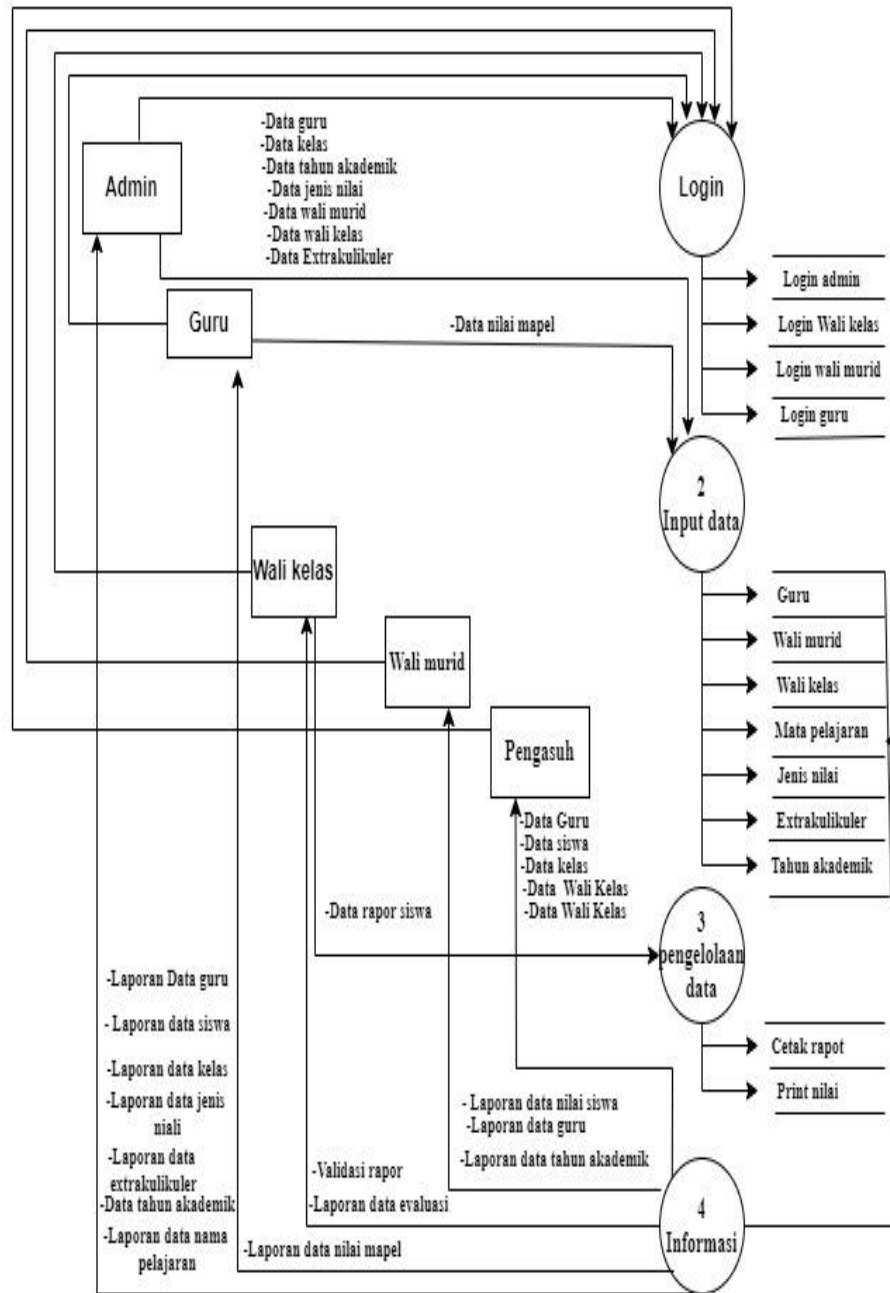 -Data guru
-Data kelas
-Data tahun akademik
-Data jenis nilai
-Data wali murid
-Data wali kelas
-Data Extrakulikuler
Admin
Login
Login admin
Guru
-Data nilai mapel
Login Wali kelas
Login wali murid
Login guru
2
Input data
Wali kelas
Guru
Wali murid
Wali murid
Wali kelas
Pengasuh
Mata pelajaran
Jenis nilai
Extrakulikuler
Tahun akademik
-Data Guru
-Data siswa
-Data kelas
-Data Wali Kelas
-Data Wali Kelas
-Data rapor siswa
3
pengelolaan
data
-Laporan Data guru
- Laporan data siswa
-Laporan data kelas
-Laporan data jenis
niali
-Laporan data
extrakulikuler
-Data tahun akademik
-Laporan data nama
pelajaran
Cetak rapot
Print nilai
- Laporan data nilai siswa
-Laporan data guru
-Laporan data tahun akademik
-Validasi rapor
-Laporan data evaluasi
-Laporan data nilai mapel
4
Informasi